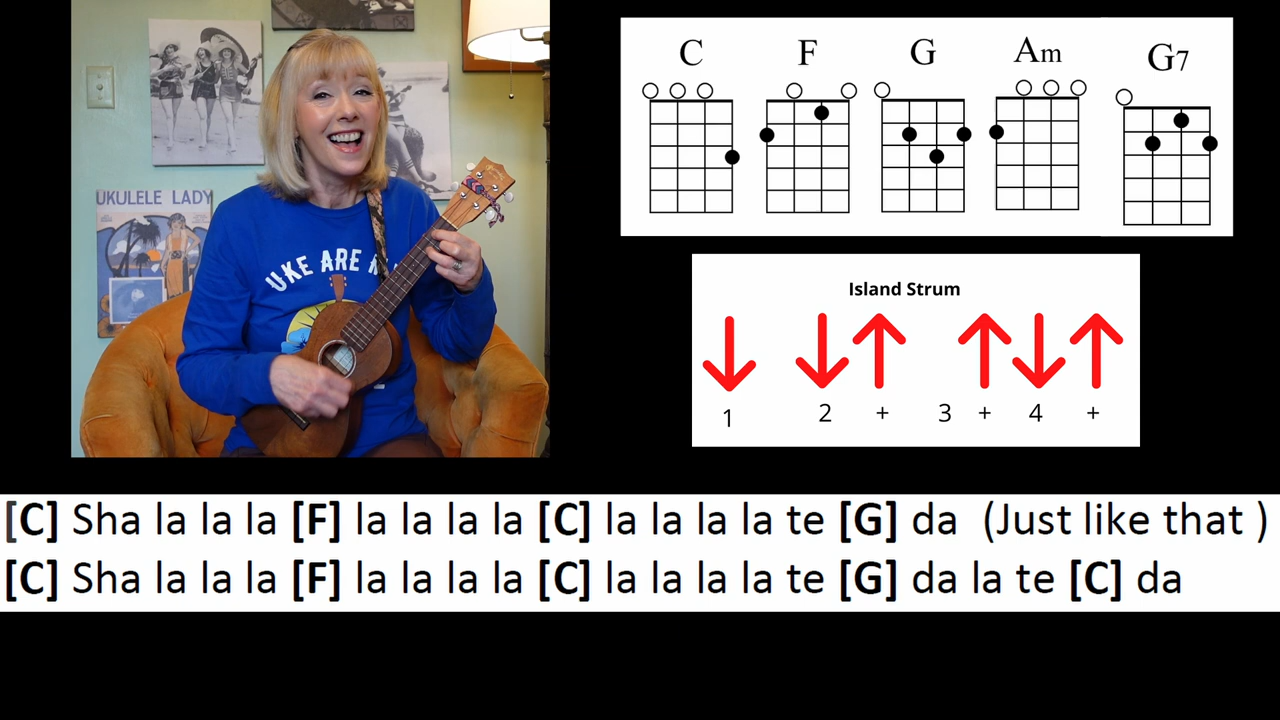 C F G Am G7
UKULELE LADY
UKE ARE
Island Strum
1 2 + 3 + 4 +
[C] Sha la la la [F] la la la la [C] la la la la te [G] da (Just like that )
[C] Sha la la la [F] la la la la [C] la la la la te [G] da la te [C] da